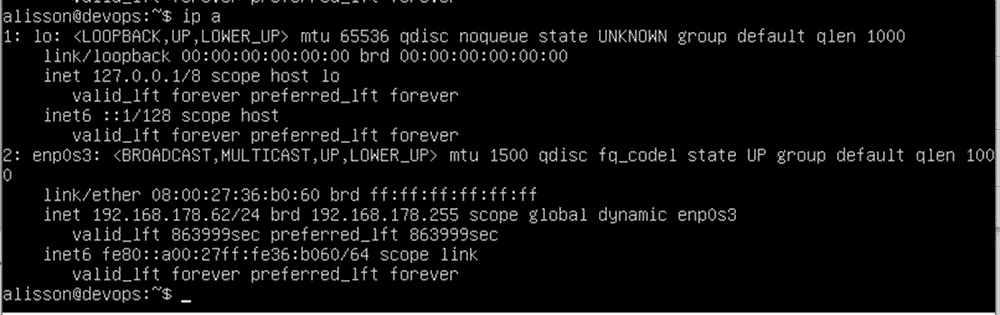 alisson@devops:~$ ip a
1: lo: <LOOPBACK,UP,LOWER_UP> mtu 65536 qdisc noqueue state UNKNOWN group default qlen 1000
    link/loopback 00:00:00:00:00:00 brd 00:00:00:00:00:00
    inet 127.0.0.1/8 scope host lo
       valid_lft forever preferred_lft forever
    inet6 ::1/128 scope host
       valid_lft forever preferred_lft forever
2: enp0s3: <BROADCAST,MULTICAST,UP,LOWER_UP> mtu 1500 qdisc fq_codel state UP group default qlen 100
0
    link/ether 08:00:27:36:b0:60 brd ff:ff:ff:ff:ff:ff
    inet 192.168.178.62/24 brd 192.168.178.255 scope global dynamic enp0s3
       valid_lft 863999sec preferred_lft 863999sec
    inet6 fe80::a00:27ff:fe36:b060/64 scope link
       valid_lft forever preferred_lft forever
alisson@devops:~$ _